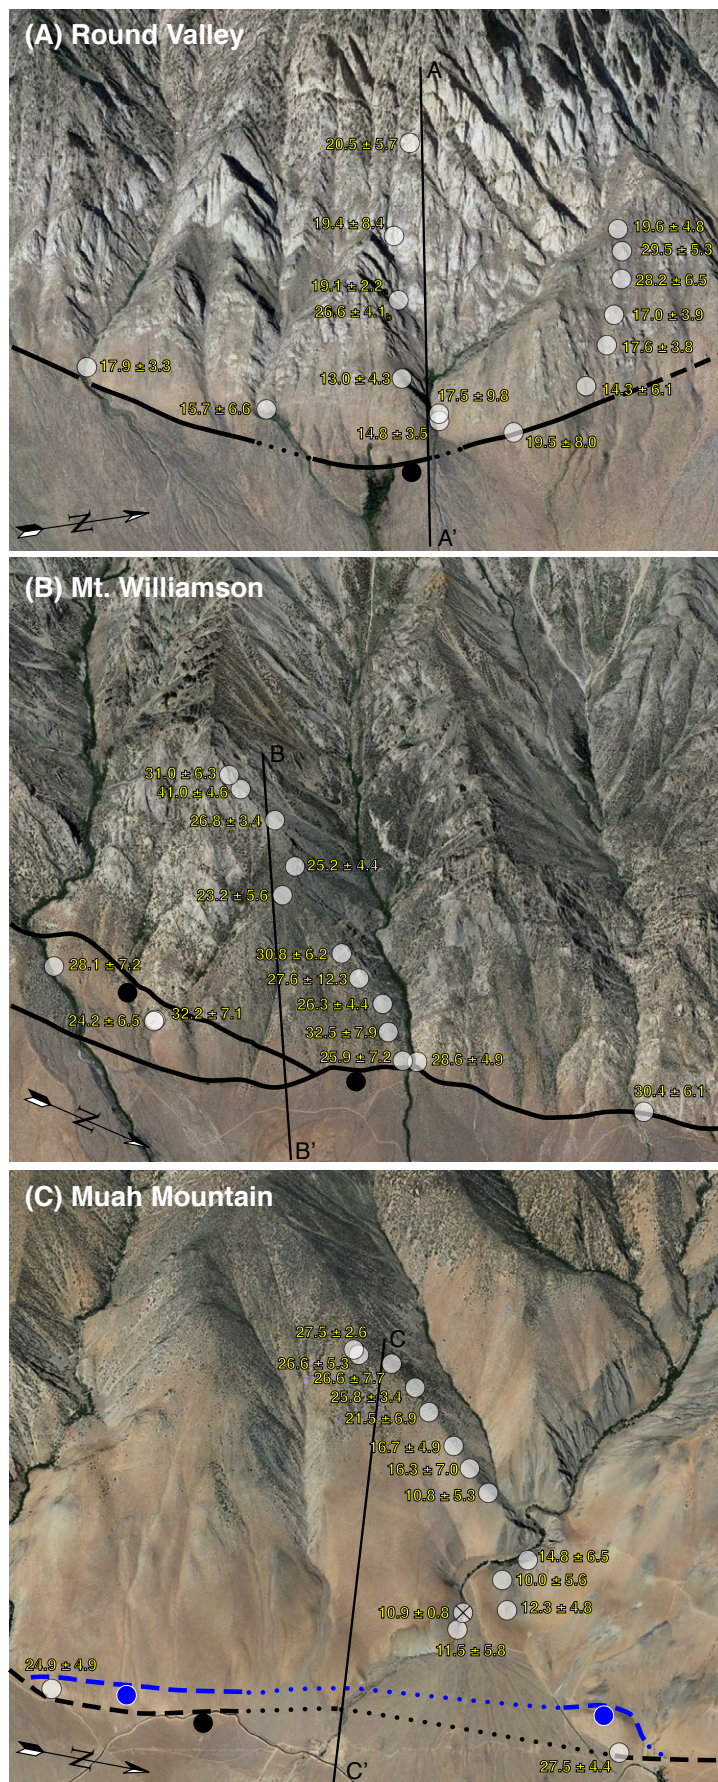 (A) Round Valley
A
20.5 ± 5.7
19.4 ± 8.4
19.6 ± 4.8
29.5 ± 5.3
28.2 ± 6.5
19.1 ± 2.2
26.6 ± 4.1
17.0 ± 3.9
17.6 ± 3.8
17.9 ± 3.3
13.0 ± 4.3
14.3 ± 6.1
17.5 ± 9.8
15.7 ± 6.6
14.8 ± 3.5
19.5 ± 8.0
N
A'
(B) Mt. Williamson
B
31.0 ± 6.3
41.0 ± 4.6
26.8 ± 3.4
25.2 ± 4.4
23.2 ± 5.6
30.8 ± 6.2
28.1 ± 7.2
27.6 ± 12.3
26.3 ± 4.4
32.2 ± 7.1
24.2 ± 6.5
32.5 ± 7.9
25.9 ± 7.2
28.6 ± 4.9
30.4 ± 6.1
N
B'
(C) Muah Mountain
27.5 ± 2.6
C
26.6 ± 5.3
26.6 ± 7.7
25.8 ± 3.4
21.5 ± 6.9
16.7 ± 4.9
16.3 ± 7.0
10.8 ± 5.3
14.8 ± 6.5
10.0 ± 5.6
12.3 ± 4.8
10.9 ± 0.8
11.5 ± 5.8
24.9 ± 4.9
27.5 ± 4.4
N
C'